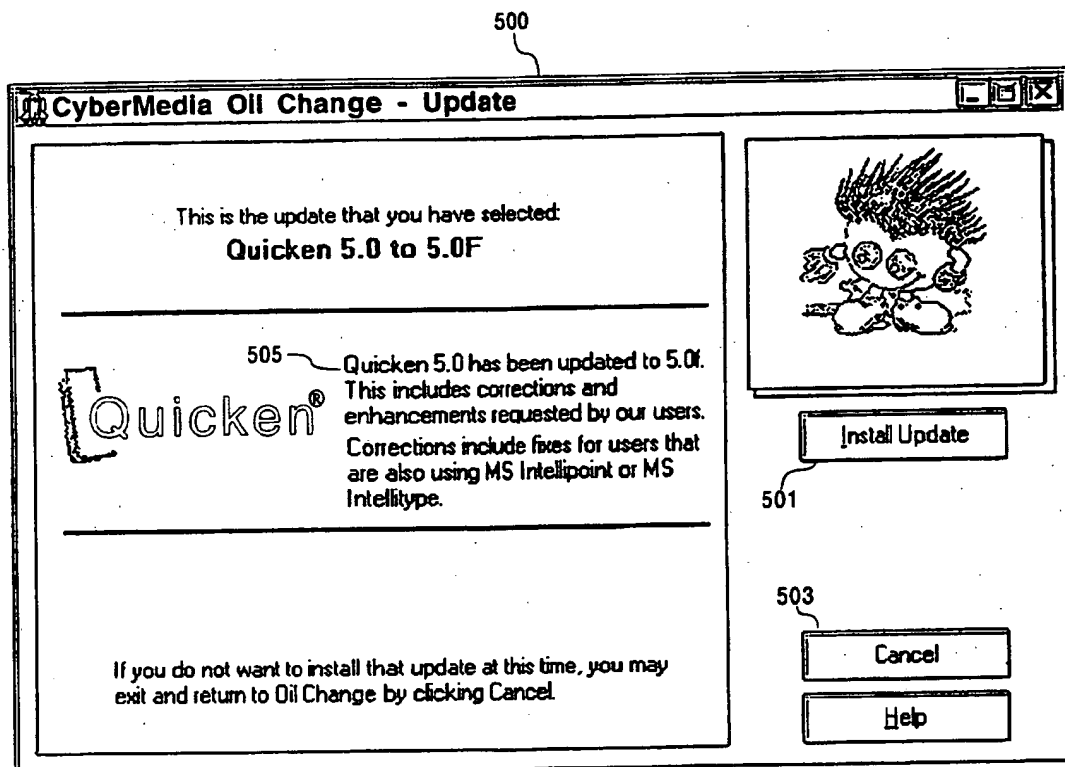 500
CyberMedia Oil Change - Update
This is the update that you have selected:
Quicken 5.0 to 5.0F
505
Quicken®
Quicken 5.0 has been updated to 5.0f.
This includes corrections and
enhancements requested by our users.
Corrections include fixes for users that
are also using MS Intellipoint or MS
Intellitype.
Install Update
501
503
If you do not want to install that update at this time, you may
exit and return to Oil Change by clicking Cancel.
Cancel
Help